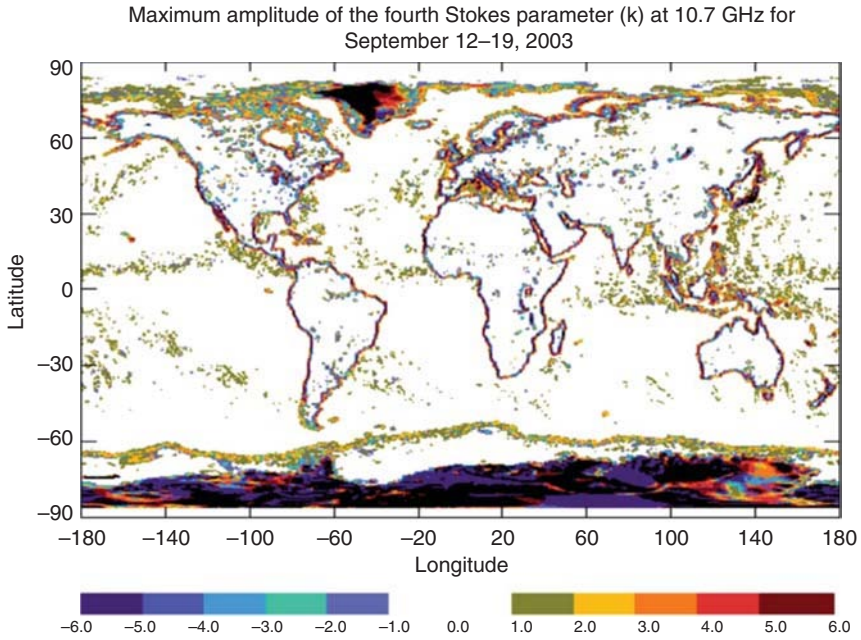 Maximum amplitude of the fourth Stokes parameter (k) at 10.7 GHz for
September 12–19, 2003
90
60
30
0
−30
−60
−90
Latitude
−180 −140 −100 −60 −20 20 60 100 140 180
Longitude
−6.0 −5.0 −4.0 −3.0 −2.0 −1.0 0.0 1.0 2.0 3.0 4.0 5.0 6.0